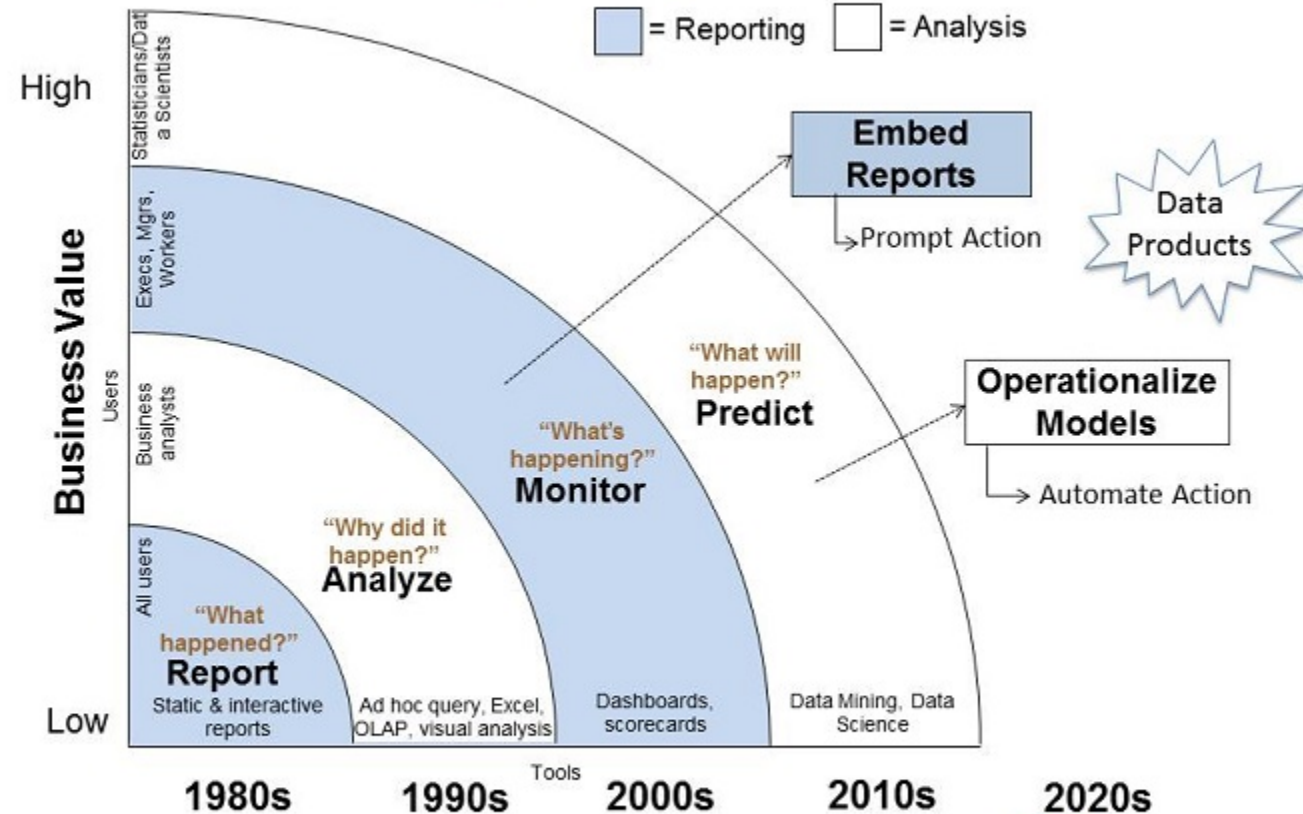 = Reporting
= Analysis
High
Business Value
Low
Users
Statisticians/Dat
a Scientists
Execs, Mgrs,
Workers
Business
analysts
All users
“What
happened?”
Report
Static & interactive
reports
“Why did it
happen?”
Analyze
Ad hoc query, Excel,
OLAP, visual analysis
“What's
happening?”
Monitor
Dashboards,
scorecards
“What will
happen?”
Predict
Data Mining, Data
Science
Embed
Reports
Prompt Action
Data
Products
Operationalize
Models
Automate Action
Tools
1980s
1990s
2000s
2010s
2020s